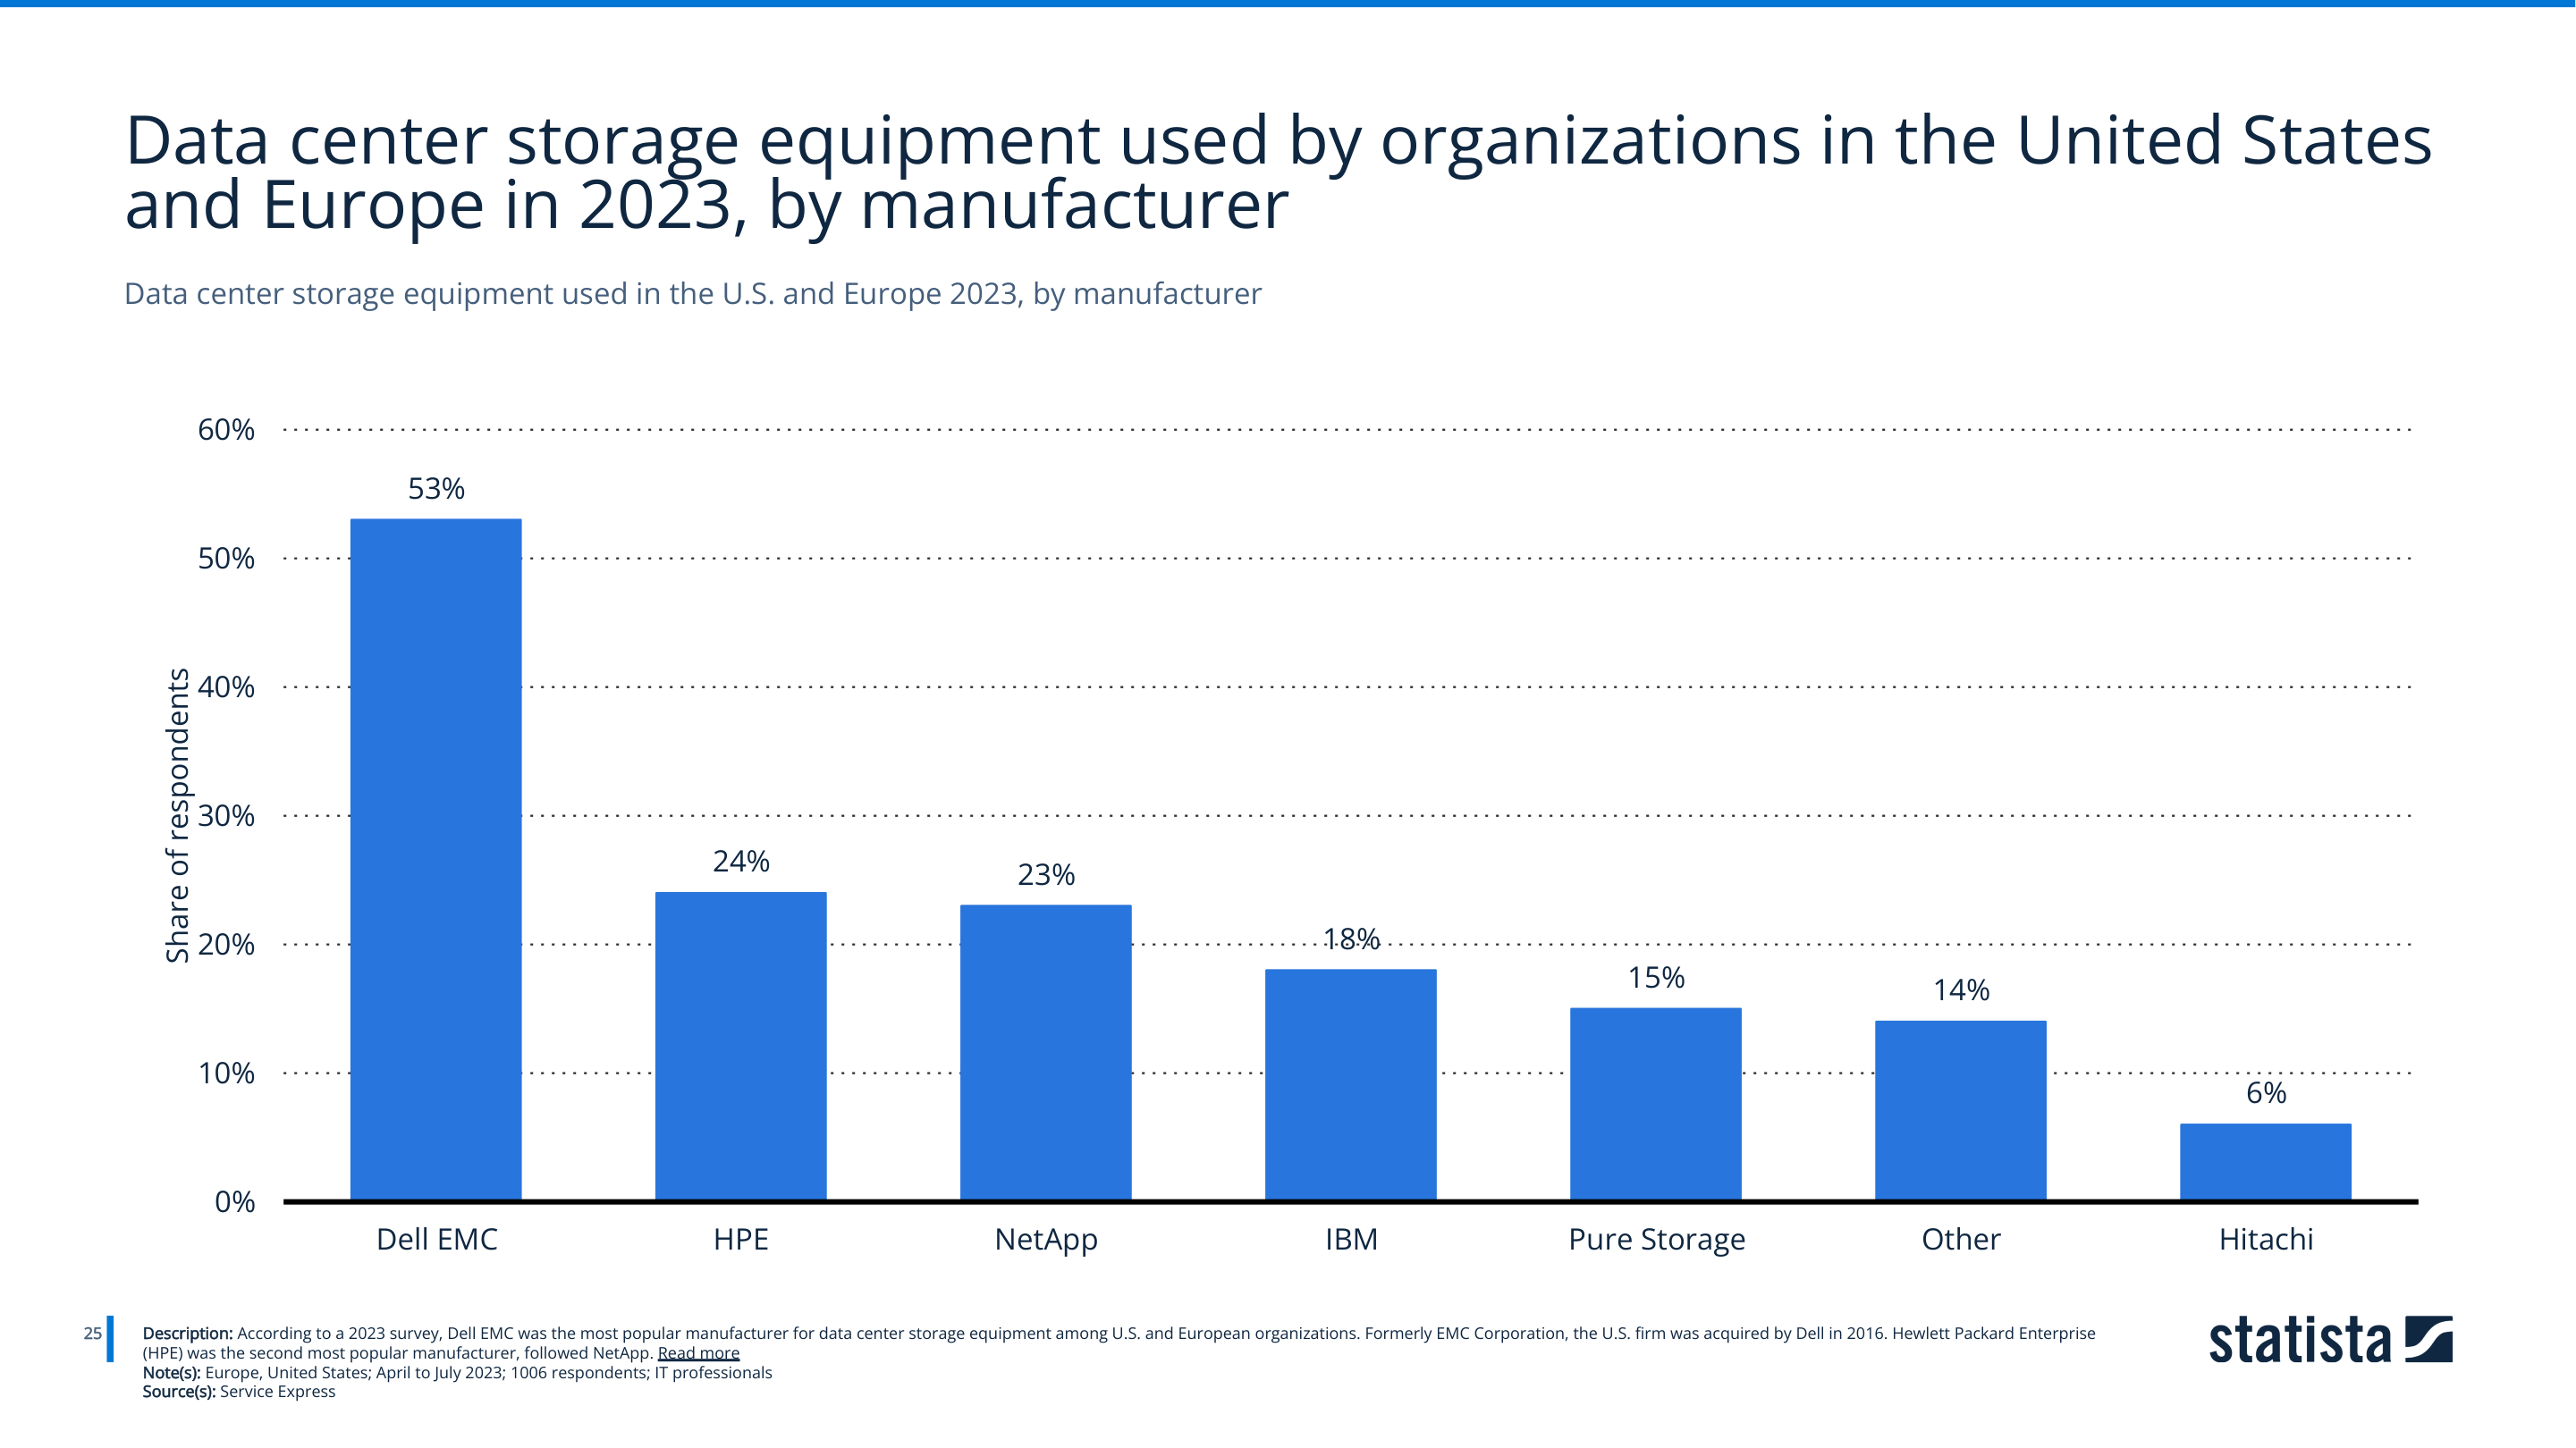 Data center storage equipment used by organizations in the United States
and Europe in 2023, by manufacturer
Data center storage equipment used in the U.S. and Europe 2023, by manufacturer
Share of respondents
60%
50%
40%
30%
20%
10%
0%
53%
24%
23%
18%
15%
14%
6%
Dell EMC
HPE
NetApp
IBM
Pure Storage
Other
Hitachi
25
Description: According to a 2023 survey, Dell EMC was the most popular manufacturer for data center storage equipment among U.S. and European organizations. Formerly EMC Corporation, the U.S. firm was acquired by Dell in 2016. Hewlett Packard Enterprise
(HPE) was the second most popular manufacturer, followed NetApp. Read more
Note(s): Europe, United States; April to July 2023; 1006 respondents; IT professionals
Source(s): Service Express
statista